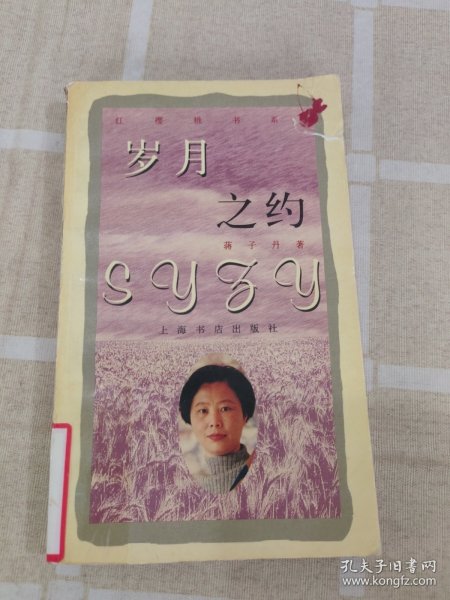 红樱桃书系
岁月
之约
蒋子丹著
SYZY
上海书店出版社
孔夫子旧书网
www.kongfz.com